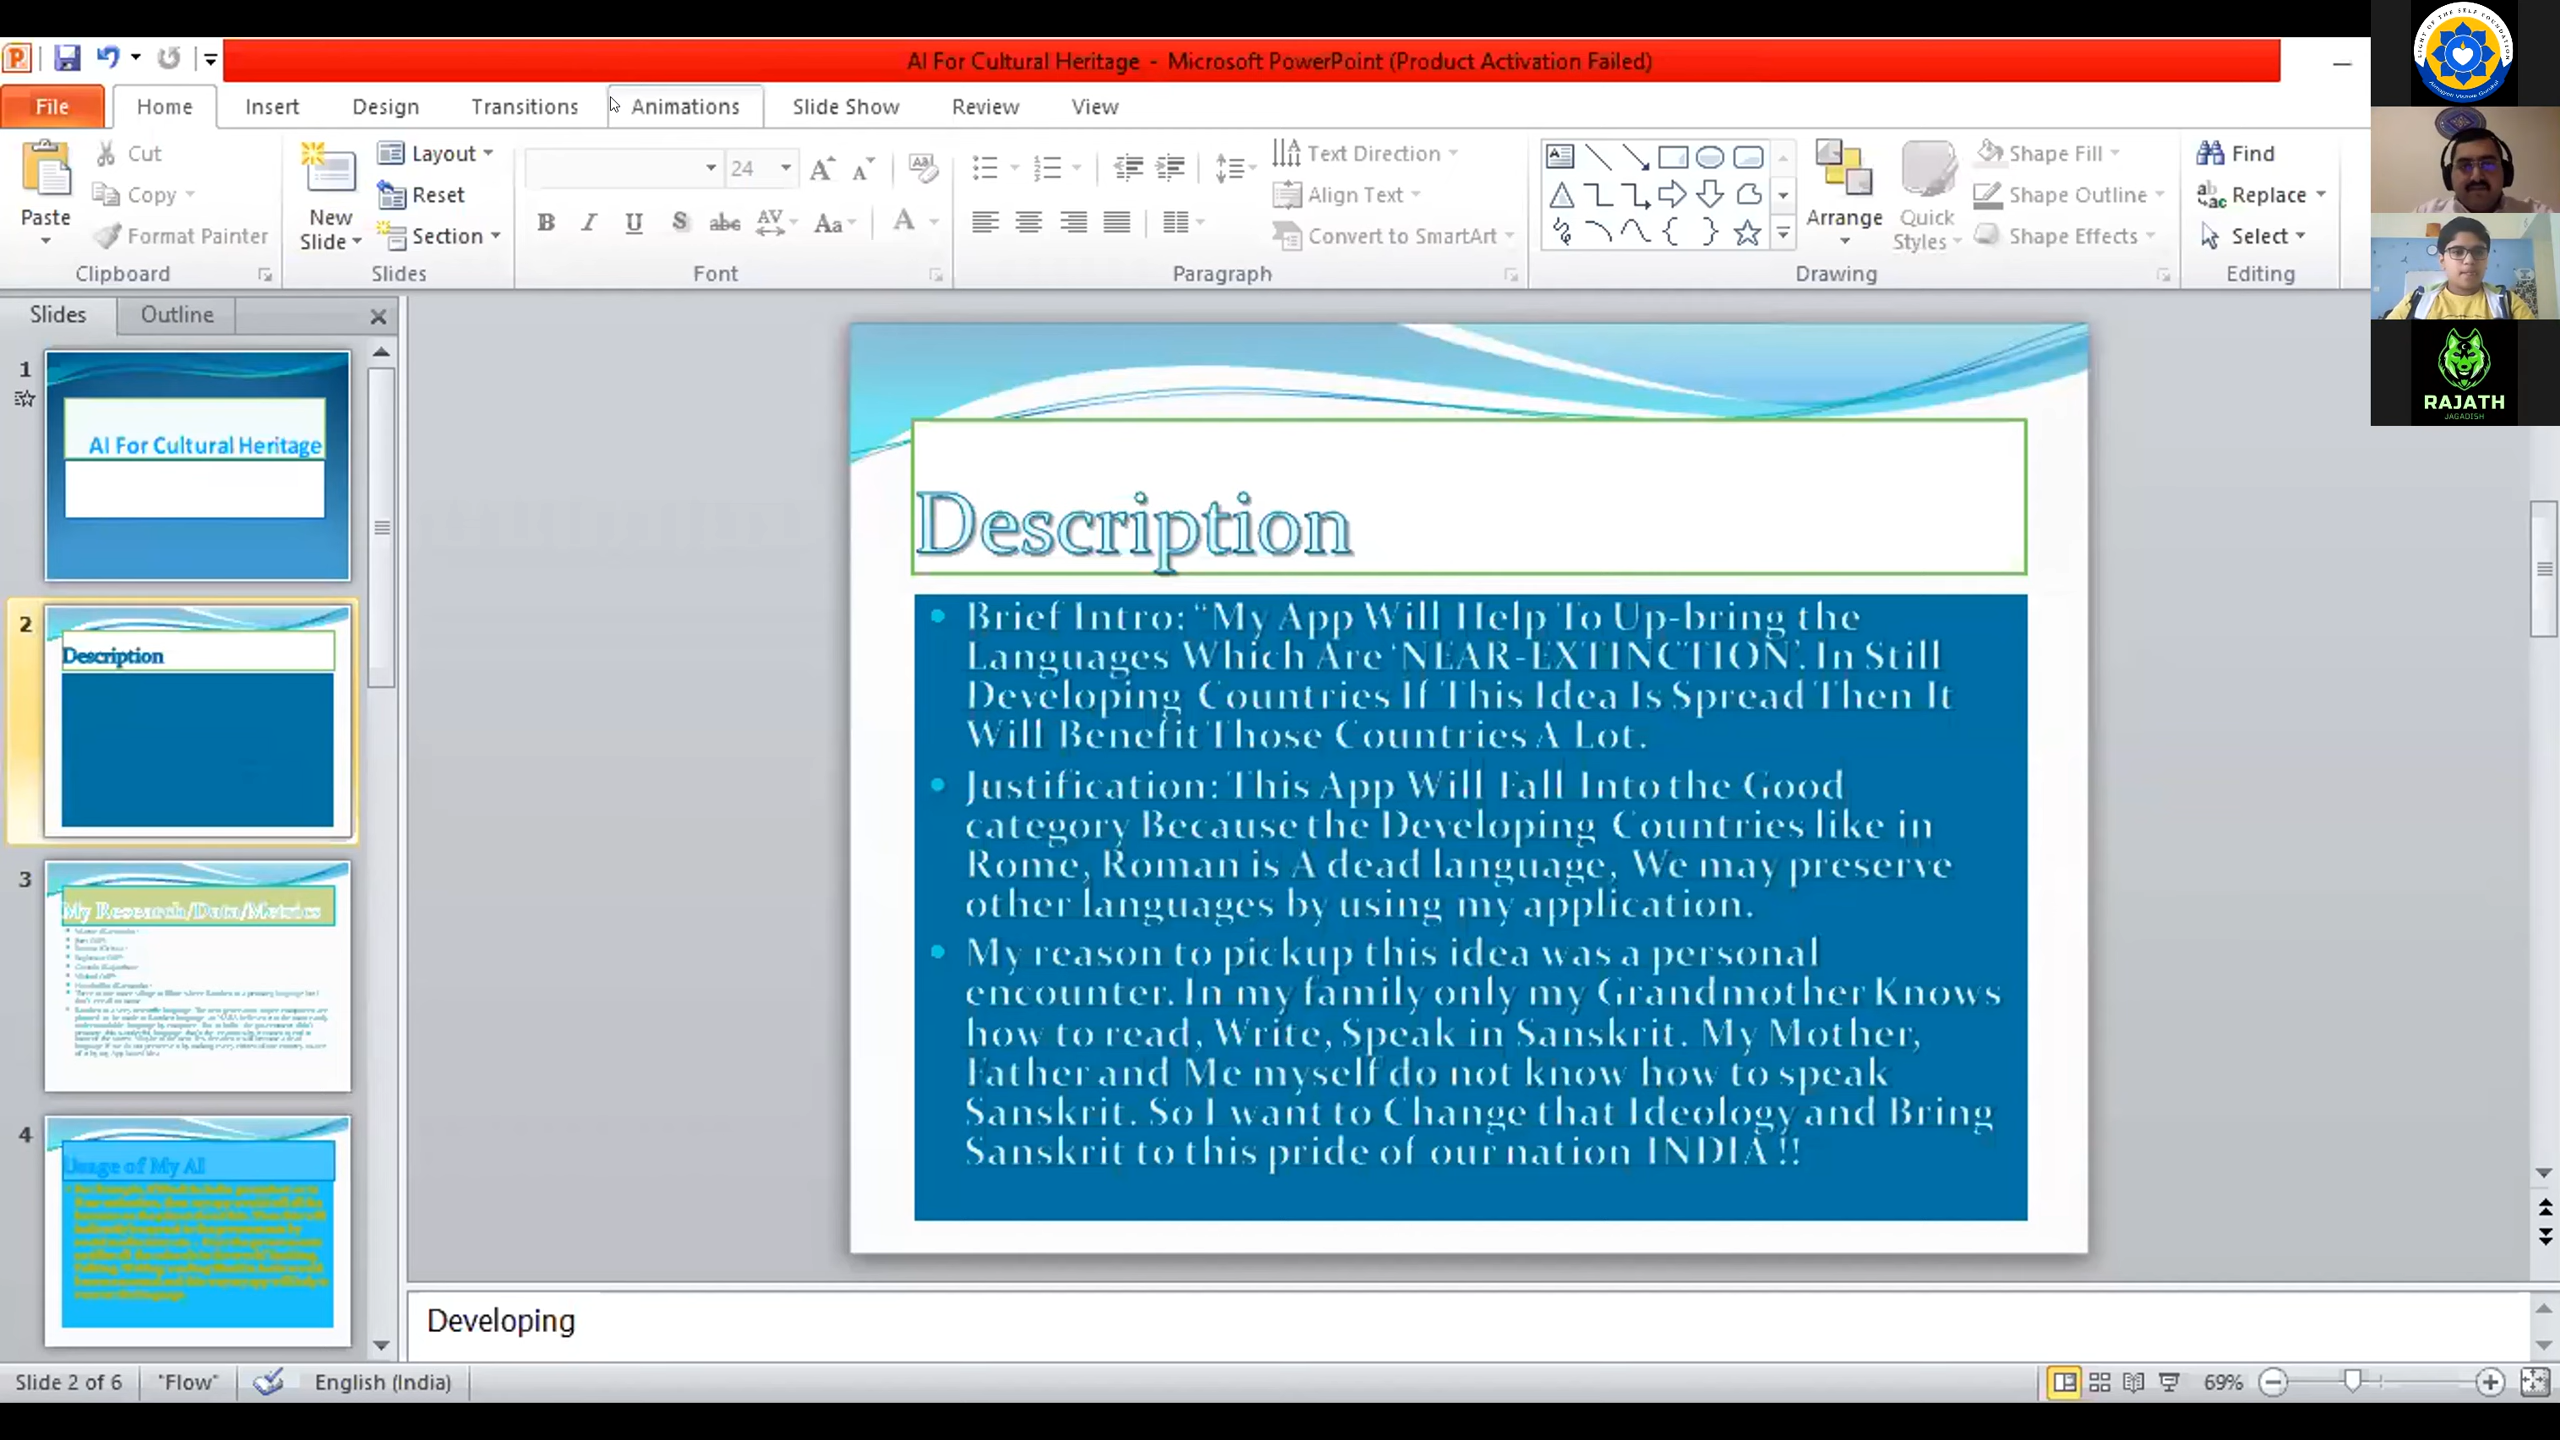 AI For Cultural Heritage - Microsoft PowerPoint (Product Activation Failed)
File Home Insert Design Transitions Animations Slide Show Review View
Paste
Cut
Copy
Format Painter
Clipboard
New
Slide
Layout
Reset
Section
Slides
24
B I U S abc AV Aa A
Font
Text Direction
Align Text
Convert to SmartArt
Paragraph
Arrange
Quick
Styles
Shape Fill
Shape Outline
Shape Effects
Drawing
Find
Replace
Select
Editing
LIGHT OF THE SELF FOUNDATION
RAJATH
JAGADISH
Slides Outline
1
AI For Cultural Heritage
2
Description
3
My Research/Data/Metrics
4
Usage of My AI
Description
• Brief Intro: “My App Will Help To Up-bring the
Languages Which Are ‘NEAR-EXTINCTION’. In Still
Developing Countries If This Idea Is Spread Then It
Will Benefit Those Countries A Lot.
• Justification: This App Will Fall Into the Good
category Because the Developing Countries like in
Rome, Roman is A dead language, We may preserve
other languages by using my application.
• My reason to pickup this idea was a personal
encounter. In my family only my Grandmother Knows
how to read, Write, Speak in Sanskrit. My Mother,
Father and Me myself do not know how to speak
Sanskrit. So I want to Change that Ideology and Bring
Sanskrit to this pride of our nation INDIA !!
Developing
Slide 2 of 6 "Flow" English (India) 69%